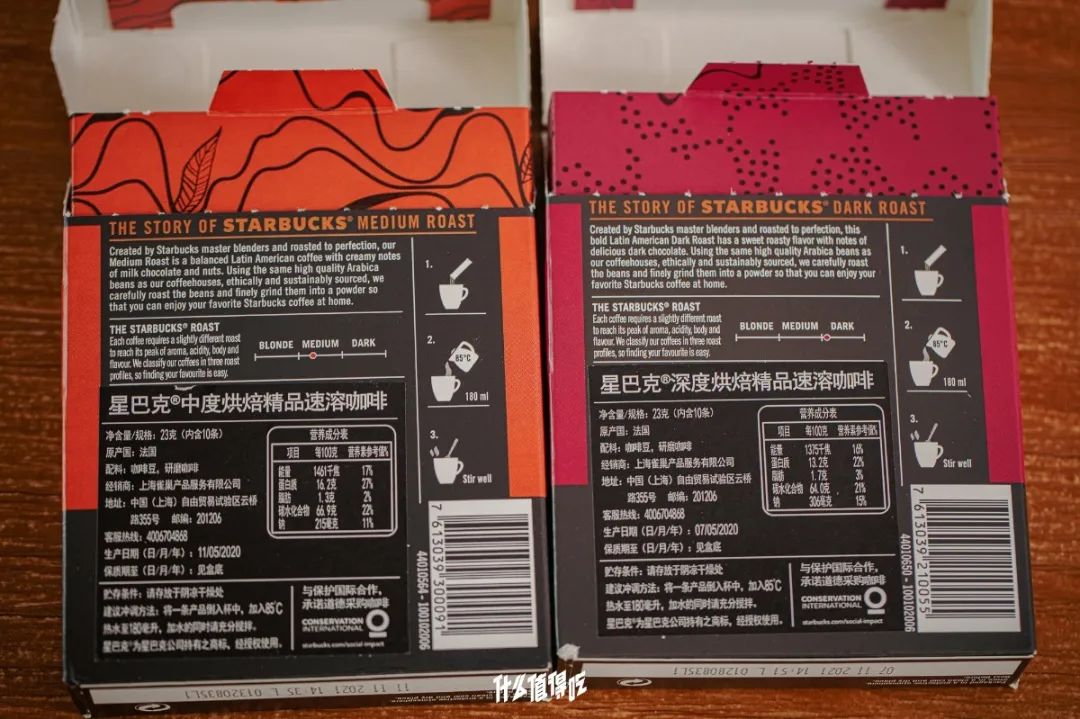 THE STORY OF STARBUCKS® MEDIUM ROAST
Created by Starbucks master blenders and roasted to perfection, our
Medium Roast is a balanced Latin American coffee with creamy notes
of milk chocolate and nuts. Using the same high quality Arabica
beans as our coffeehouses, ethically and sustainably sourced, we
carefully roast the beans and finely grind them into a powder so
that you can enjoy your favorite Starbucks coffee at home.
THE STARBUCKS® ROAST
Each coffee requires a slightly different roast
to reach its peak of aroma, acidity, body and
flavour. We classify our coffees in three roast
profiles, so finding your favourite is easy.
BLONDE MEDIUM DARK
1.
2.
85°C
180 ml
3.
Stir well
星巴克®中度烘焙精品速溶咖啡
净含量/规格：23克（内含10条）
原产国：法国
配料：咖啡豆，研磨咖啡
经销商：上海雀巢产品服务有限公司
地址：中国（上海）自由贸易试验区云桥
路355号 邮编：201206
客服热线：4006704868
生产日期（日/月/年）：11/05/2020
保质期至（日/月/年）：见盒底
营养成分表
项目 每100克 营养素参考值%
能量 1461千焦 17%
蛋白质 16.2克 27%
脂肪 1.3克 2%
碳水化合物 66.9克 22%
钠 215毫克 11%
贮存条件：请存放于阴凉干燥处
建议冲调方法：将一条产品倒入杯中，加入85℃
热水至180毫升，加水的同时请充分搅拌。
星巴克®为星巴克公司持有之商标，经授权使用。
与保护国际合作，
承诺道德采购咖啡
CONSERVATION
INTERNATIONAL
starbucks.com/social-impact
7613039300091
44010564 - 100102006
11 11 2021 14:35 L 01320835L1
THE STORY OF STARBUCKS® DARK ROAST
Created by Starbucks master blenders and roasted to perfection, this
bold Latin American Dark Roast has a sweet roasty flavor with notes of
delicious dark chocolate. Using the same high quality Arabica beans as
our coffeehouses, ethically and sustainably sourced, we carefully roast
the beans and finely grind them into a powder so that you can enjoy your
favorite Starbucks coffee at home.
THE STARBUCKS® ROAST
Each coffee requires a slightly different roast
to reach its peak of aroma, acidity, body and
flavour. We classify our coffees in three roast
profiles, so finding your favourite is easy.
BLONDE MEDIUM DARK
1.
2.
85°C
180 ml
3.
Stir well
星巴克®深度烘焙精品速溶咖啡
净含量/规格：23克（内含10条）
原产国：法国
配料：咖啡豆，研磨咖啡
经销商：上海雀巢产品服务有限公司
地址：中国（上海）自由贸易试验区云桥
路355号 邮编：201206
客服热线：4006704868
生产日期（日/月/年）：07/05/2020
保质期至（日/月/年）：见盒底
营养成分表
项目 每100克 营养素参考值%
能量 1375千焦 16%
蛋白质 13.2克 22%
脂肪 1.7克 3%
碳水化合物 64.0克 21%
钠 306毫克 15%
贮存条件：请存放于阴凉干燥处
建议冲调方法：将一条产品倒入杯中，加入85℃
热水至180毫升，加水的同时请充分搅拌。
星巴克®为星巴克公司持有之商标，经授权使用。
与保护国际合作，
承诺道德采购咖啡
CONSERVATION
INTERNATIONAL
starbucks.com/social-impact
7613039210055
44010650 - 100102006
07 11 2021 14:51 L 01280835L1
什么值得吃